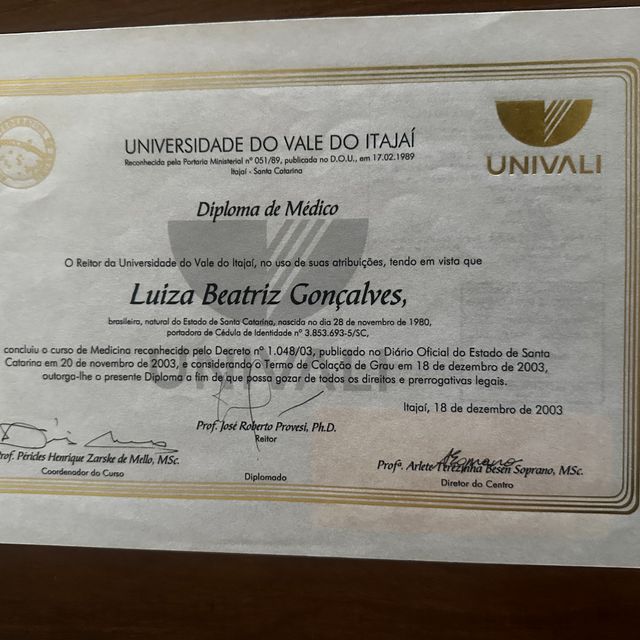 UNIVERSIDADE DO VALE DO ITAJAÍ
Reconhecida pela Portaria Ministerial nº 051/89, publicada no D.O.U., em 17.02.1989
Itajaí - Santa Catarina
UNIVALI
Diploma de Médico
O Reitor da Universidade do Vale do Itajaí, no uso de suas atribuições, tendo em vista que
Luiza Beatriz Gonçalves,
brasileira, natural do Estado de Santa Catarina, nascida no dia 28 de novembro de 1980,
portadora de Cédula de Identidade nº 3.853.693-5/SC,
concluiu o curso de Medicina reconhecido pelo Decreto nº 1.048/03, publicado no Diário Oficial do Estado de Santa
Catarina em 20 de novembro de 2003, e considerando o Termo de Colação de Grau em 18 de dezembro de 2003,
outorga-lhe o presente Diploma a fim de que possa gozar de todos os direitos e prerrogativas legais.
Itajaí, 18 de dezembro de 2003
Prof. José Roberto Provesi, Ph.D.
Reitor
Prof. Péricles Henrique Zarske de Mello, MSc.
Coordenador do Curso
Diplomado
Profª. Arlete Terezinha Besen Soprano, MSc.
Diretor do Centro